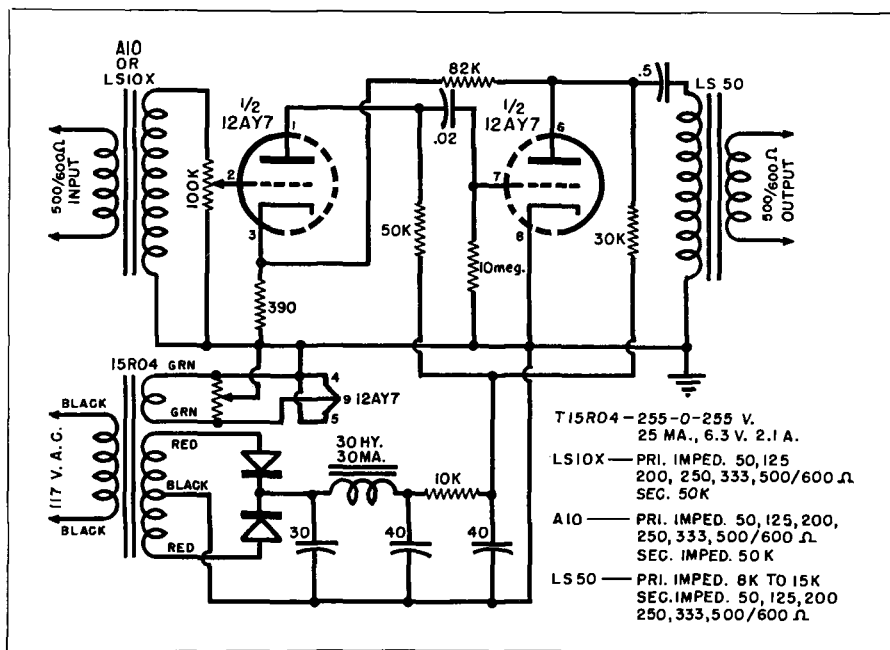 A10
OR
LS10X
500/600Ω
INPUT
100K
1/2
12AY7
1
2
3
390
82K
.02
50K
1/2
12AY7
6
7
8
10meg.
30K
.5
LS 50
500/600Ω
OUTPUT
15R04
BLACK
117 V. A.C.
BLACK
GRN
GRN
RED
BLACK
RED
4
9 12AY7
5
30 HY.
30MA.
10K
30
40
40
T15R04-255-0-255 V.
25 MA., 6.3 V. 2.1 A.
LS10X — PRI. IMPED. 50,125
200, 250, 333,500/600 Ω
SEC. 50K
A10 — PRI. IMPED. 50,125,200,
250,333,500/600 Ω
SEC. IMPED. 50 K
LS50 — PRI. IMPED. 8K TO 15K
SEC.IMPED. 50,125,200
250,333,500/600 Ω